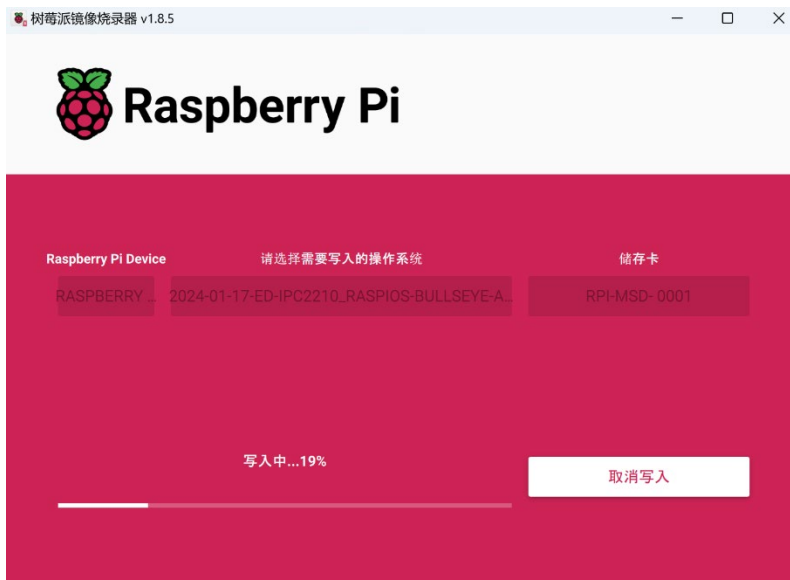 树莓派镜像烧录器 v1.8.5
Raspberry Pi
Raspberry Pi Device
请选择需要写入的操作系统
储存卡
RASPBERRY ...
2024-01-17-ED-IPC2210_RASPIOS-BULLSEYE-A...
RPI-MSD- 0001
写入中...19%
取消写入